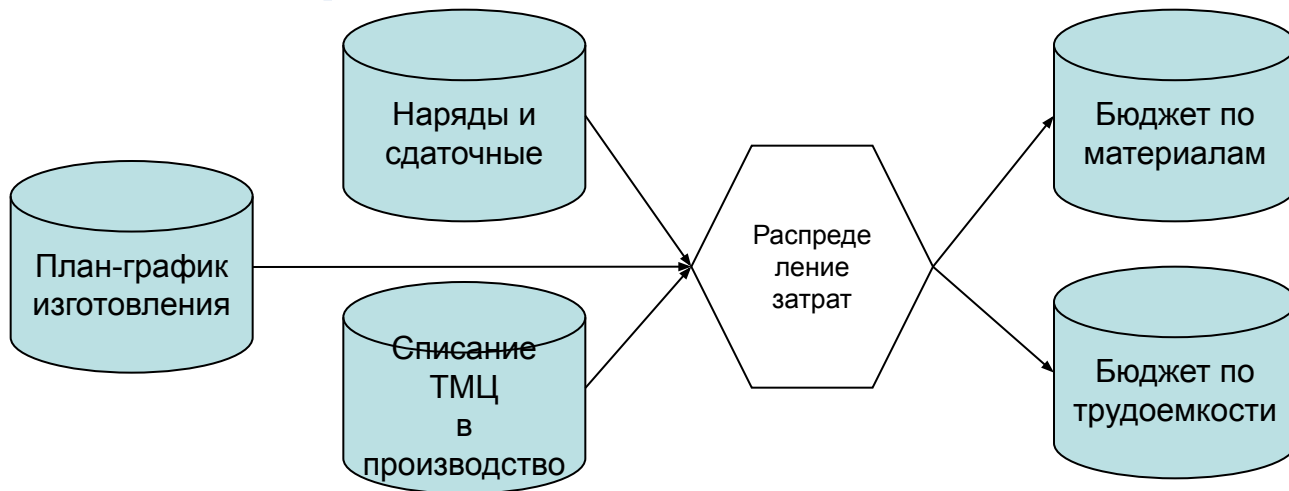 Наряды и
сдаточные
Бюджет по
материалам
План-график
изготовления
Распреде
ление
затрат
Списание
ТМЦ
в
производство
Бюджет по
трудоемкости